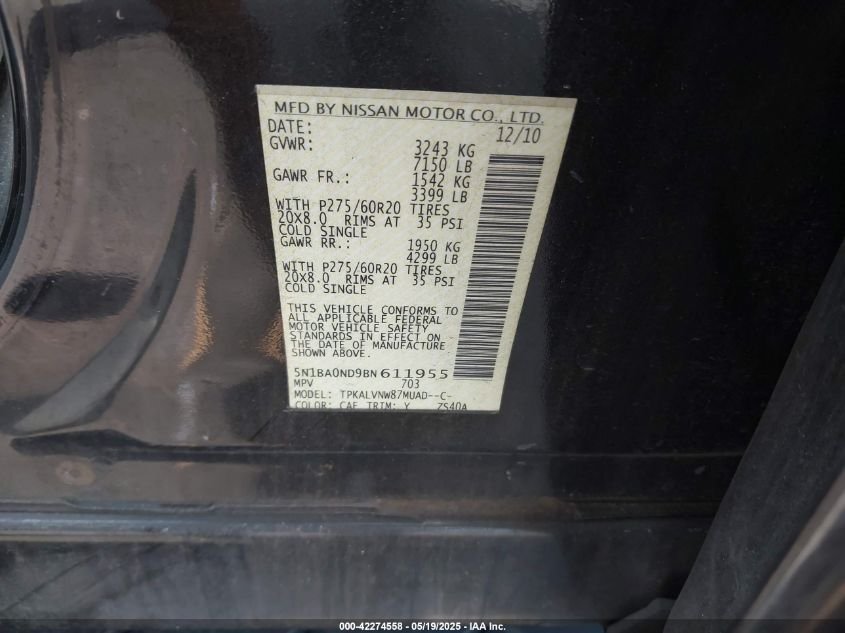 MFD BY NISSAN MOTOR CO., LTD.
DATE: 12/10
GVWR: 3243 KG
7150 LB
GAWR FR.: 1542 KG
3399 LB
WITH P275/60R20 TIRES
20X8.0 RIMS AT 35 PSI
COLD SINGLE
GAWR RR.: 1950 KG
4299 LB
WITH P275/60R20 TIRES
20X8.0 RIMS AT 35 PSI
COLD SINGLE
THIS VEHICLE CONFORMS TO
ALL APPLICABLE FEDERAL
MOTOR VEHICLE SAFETY
STANDARDS IN EFFECT ON
THE DATE OF MANUFACTURE
SHOWN ABOVE.
5N1BA0ND9BN611955
MPV 703
MODEL: TPKALVNW87MUAD--C-
COLOR: CAE TRIM: Y ZS40A
000-42274558 - 05/19/2025 - IAA Inc.